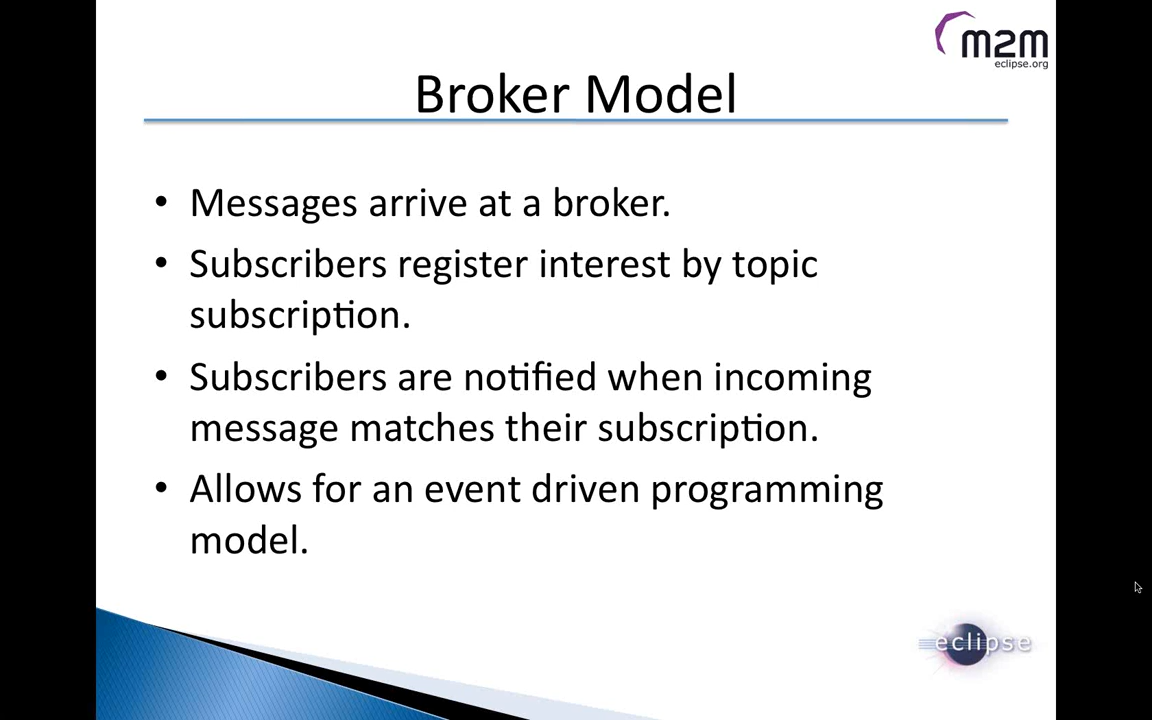 m2m
eclipse.org
Broker Model
• Messages arrive at a broker.
• Subscribers register interest by topic
subscription.
• Subscribers are notified when incoming
message matches their subscription.
• Allows for an event driven programming
model.
eclipse